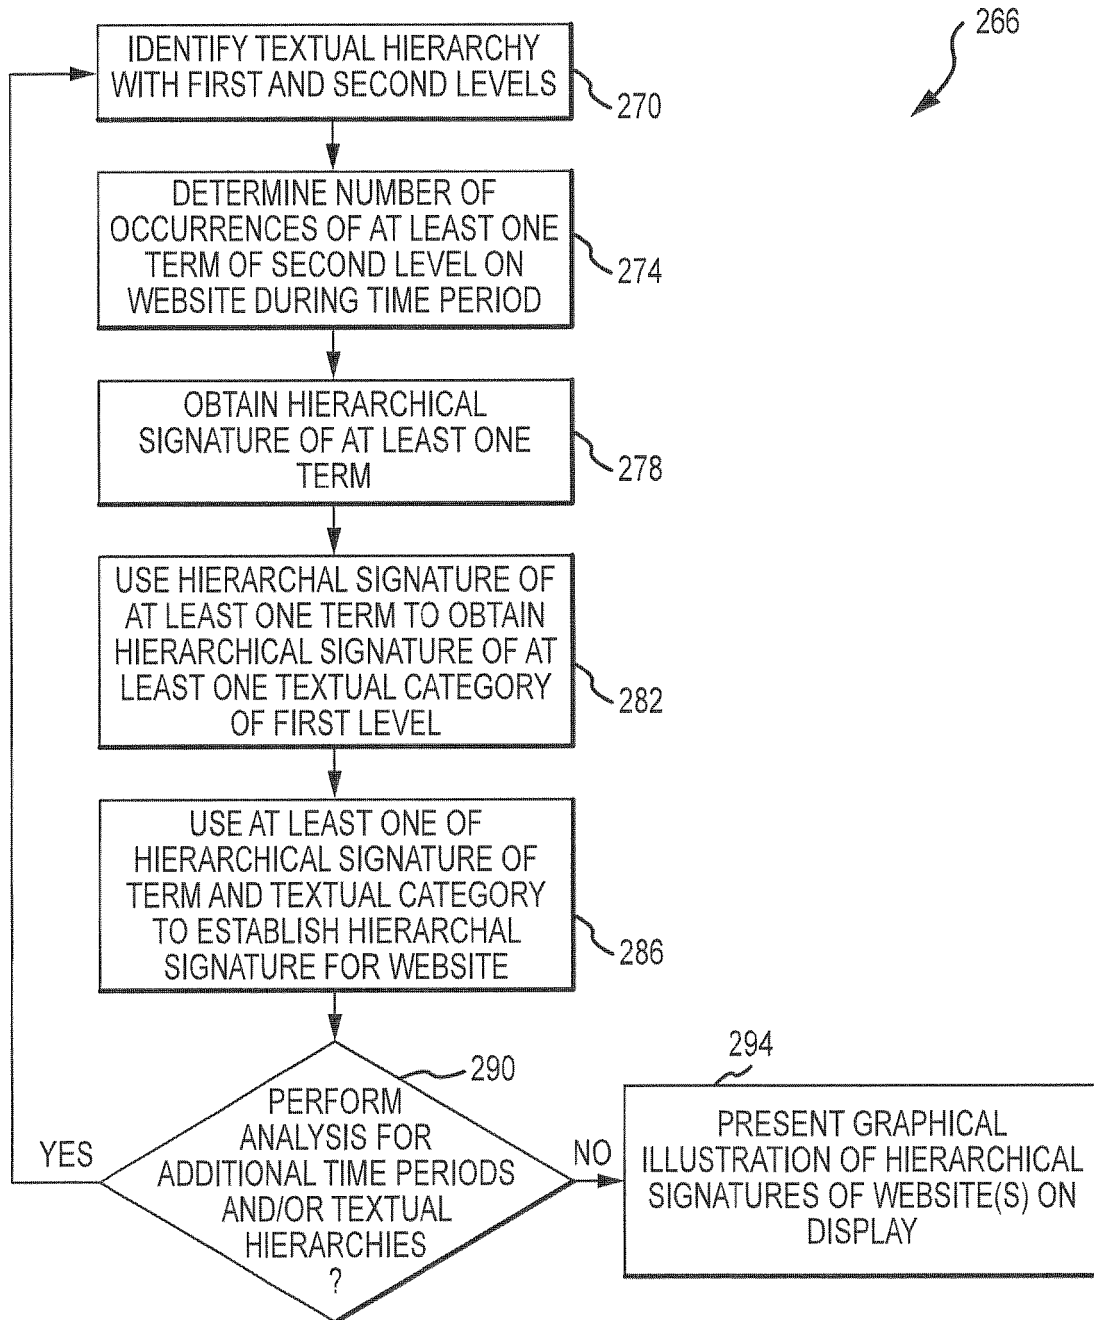 266
IDENTIFY TEXTUAL HIERARCHY
WITH FIRST AND SECOND LEVELS
270
DETERMINE NUMBER OF
OCCURRENCES OF AT LEAST ONE
TERM OF SECOND LEVEL ON
WEBSITE DURING TIME PERIOD
274
OBTAIN HIERARCHICAL
SIGNATURE OF AT LEAST ONE
TERM
278
USE HIERARCHAL SIGNATURE OF
AT LEAST ONE TERM TO OBTAIN
HIERARCHICAL SIGNATURE OF AT
LEAST ONE TEXTUAL CATEGORY
OF FIRST LEVEL
282
USE AT LEAST ONE OF
HIERARCHICAL SIGNATURE OF
TERM AND TEXTUAL CATEGORY
TO ESTABLISH HIERARCHAL
SIGNATURE FOR WEBSITE
286
290
PERFORM
ANALYSIS FOR
ADDITIONAL TIME PERIODS
AND/OR TEXTUAL
HIERARCHIES
?
YES
NO
294
PRESENT GRAPHICAL
ILLUSTRATION OF HIERARCHICAL
SIGNATURES OF WEBSITE(S) ON
DISPLAY